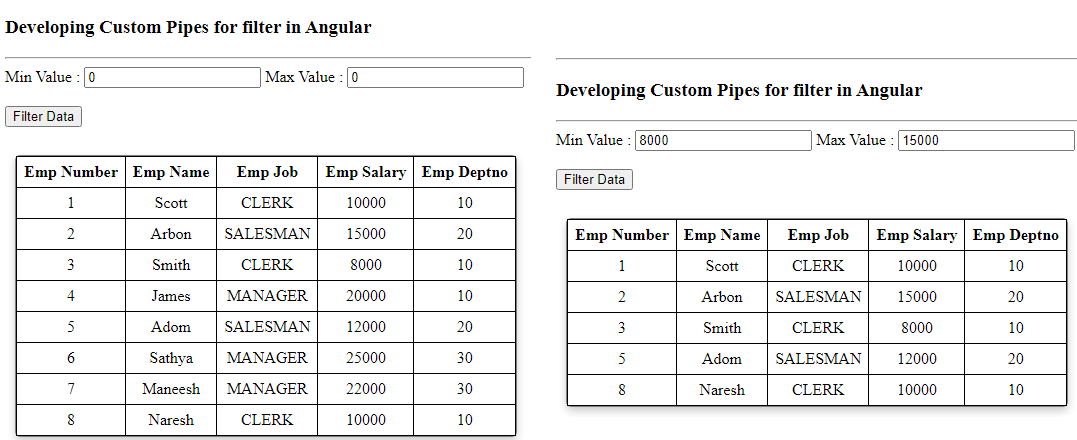 Developing Custom Pipes for filter in Angular
Min Value : 0 Max Value : 0
Filter Data
Emp Number Emp Name Emp Job Emp Salary Emp Deptno
1 Scott CLERK 10000 10
2 Arbon SALESMAN 15000 20
3 Smith CLERK 8000 10
4 James MANAGER 20000 10
5 Adom SALESMAN 12000 20
6 Sathya MANAGER 25000 30
7 Maneesh MANAGER 22000 30
8 Naresh CLERK 10000 10
Developing Custom Pipes for filter in Angular
Min Value : 8000 Max Value : 15000
Filter Data
Emp Number Emp Name Emp Job Emp Salary Emp Deptno
1 Scott CLERK 10000 10
2 Arbon SALESMAN 15000 20
3 Smith CLERK 8000 10
5 Adom SALESMAN 12000 20
8 Naresh CLERK 10000 10